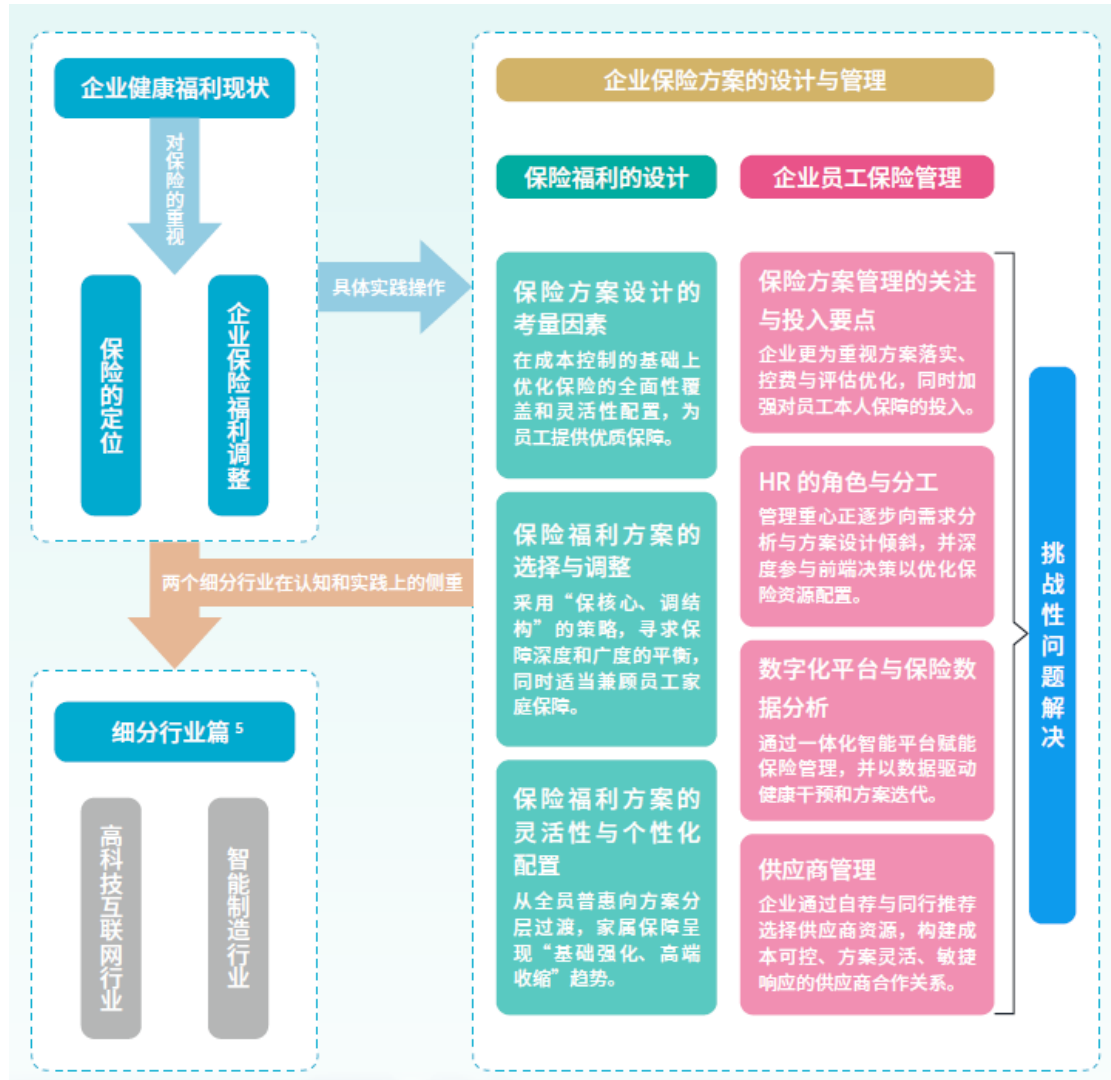 企业健康福利现状
对保险的重视
保险的定位
企业保险福利调整
具体实践操作
两个细分行业在认知和实践上的侧重
细分行业篇 5
高科技互联网行业
智能制造行业
企业保险方案的设计与管理
保险福利的设计
保险方案设计的
考量因素
在成本控制的基础上
优化保险的全面性覆
盖和灵活性配置，为
员工提供优质保障。
保险福利方案的
选择与调整
采用“保核心、调结
构”的策略，寻求保
障深度和广度的平衡，
同时适当兼顾员工家
庭保障。
保险福利方案的
灵活性与个性化
配置
从全员普惠向方案分
层过渡，家属保障呈
现“基础强化、高端
收缩”趋势。
企业员工保险管理
保险方案管理的关注
与投入要点
企业更为重视方案落实、
控费与评估优化，同时加
强对员工本人保障的投入。
HR 的角色与分工
管理重心正逐步向需求分
析与方案设计倾斜，并深
度参与前端决策以优化保
险资源配置。
数字化平台与保险数
据分析
通过一体化智能平台赋能
保险管理，并以数据驱动
健康干预和方案迭代。
供应商管理
企业通过自荐与同行推荐
选择供应商资源，构建成
本可控、方案灵活、敏捷
响应的供应商合作关系。
挑战性问题解决